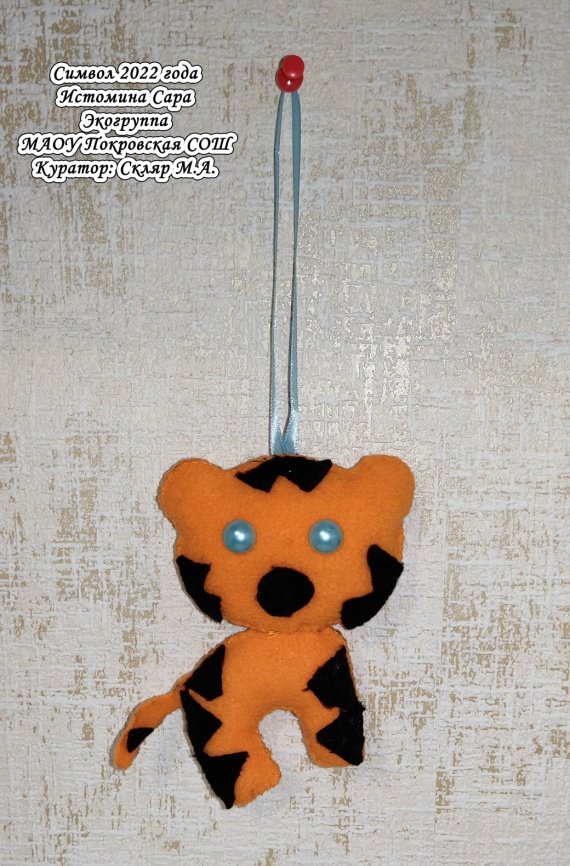 Символ 2022 года
Истомина Сара
Экогруппа
МАОУ Покровская СОШ
Куратор: Скляр М.А.